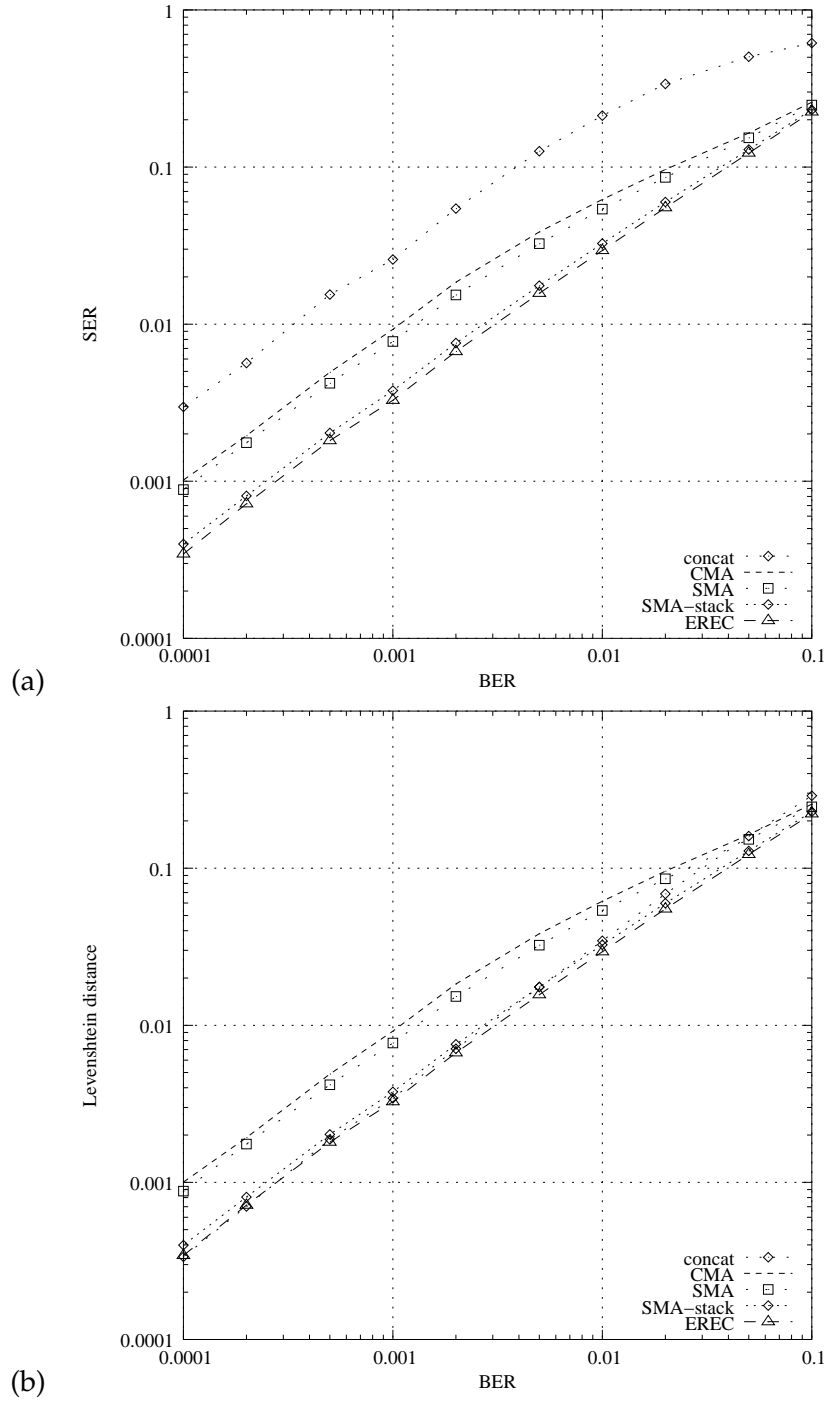 1
0.1
SER
0.01
0.001
concat
CMA
SMA
SMA-stack
EREC
0.0001
0.0001
0.001
0.01
0.1
(a)
BER
1
0.1
Levenshtein distance
0.01
0.001
concat
CMA
SMA
SMA-stack
EREC
0.0001
0.0001
0.001
0.01
0.1
(b)
BER